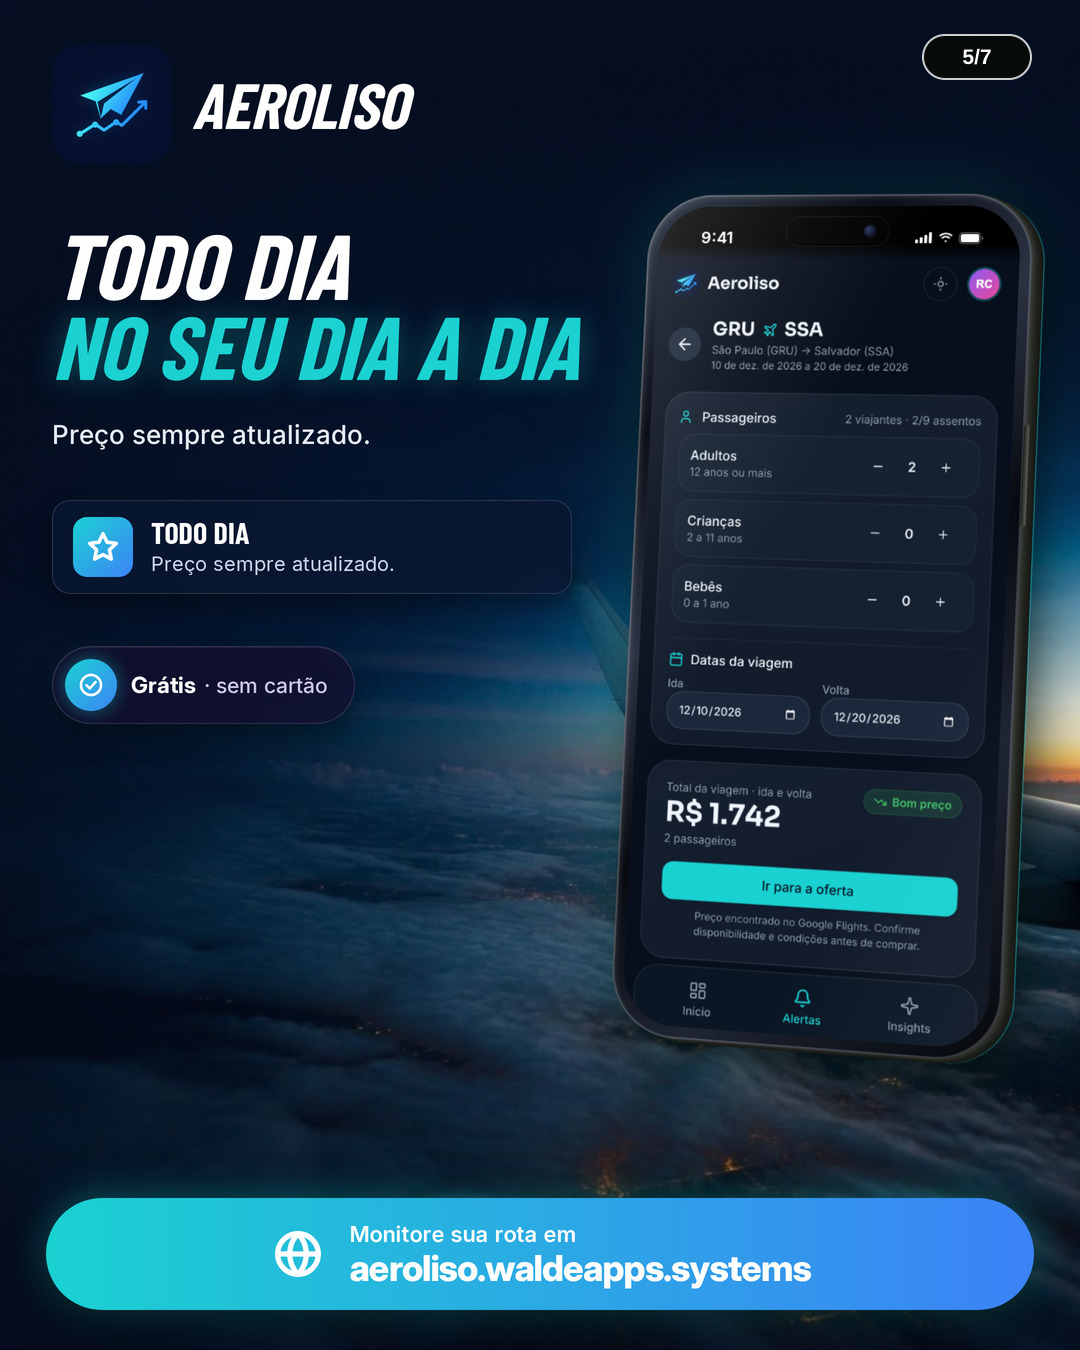 AEROLISO
5/7
TODO DIA
NO SEU DIA A DIA
Preço sempre atualizado.
TODO DIA
Preço sempre atualizado.
Grátis · sem cartão
9:41
Aeroliso
RC
GRU SSA
São Paulo (GRU) → Salvador (SSA)
10 de dez. de 2026 a 20 de dez. de 2026
Passageiros 2 viajantes · 2/9 assentos
Adultos
12 anos ou mais
− 2 +
Crianças
2 a 11 anos
− 0 +
Bebês
0 a 1 ano
− 0 +
Datas da viagem
Ida Volta
12/10/2026 12/20/2026
Total da viagem · ida e volta
R$ 1.742
Bom preço
2 passageiros
Ir para a oferta
Preço encontrado no Google Flights. Confirme
disponibilidade e condições antes de comprar.
Início Alertas Insights
Monitore sua rota em
aeroliso.waldeapps.systems